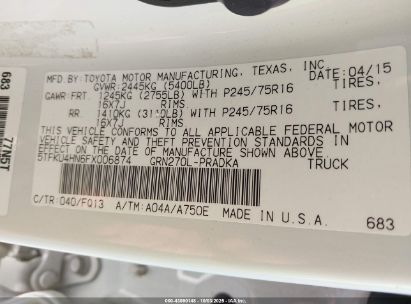 MFD.BY:TOYOTA MOTOR MANUFACTURING, TEXAS, INC. DATE:04/15
GVWR:2445KG (5400LB)
GAWR:FRT 1245KG (2755LB) WITH P245/75R16 TIRES,
16X7J RIMS
RR. 1410KG (3110LB) WITH P245/75R16 TIRES,
16X7J RIMS
THIS VEHICLE CONFORMS TO ALL APPLICABLE FEDERAL MOTOR
VEHICLE SAFETY AND THEFT PREVENTION STANDARDS IN
EFFECT ON THE DATE OF MANUFACTURE SHOWN ABOVE.
5TFKU4HN6FX006874 GRN270L-PRADKA TRUCK
C/TR:040/FQ13 A/TM:A04A/A750E MADE IN U.S.A. 683
683
77N5T